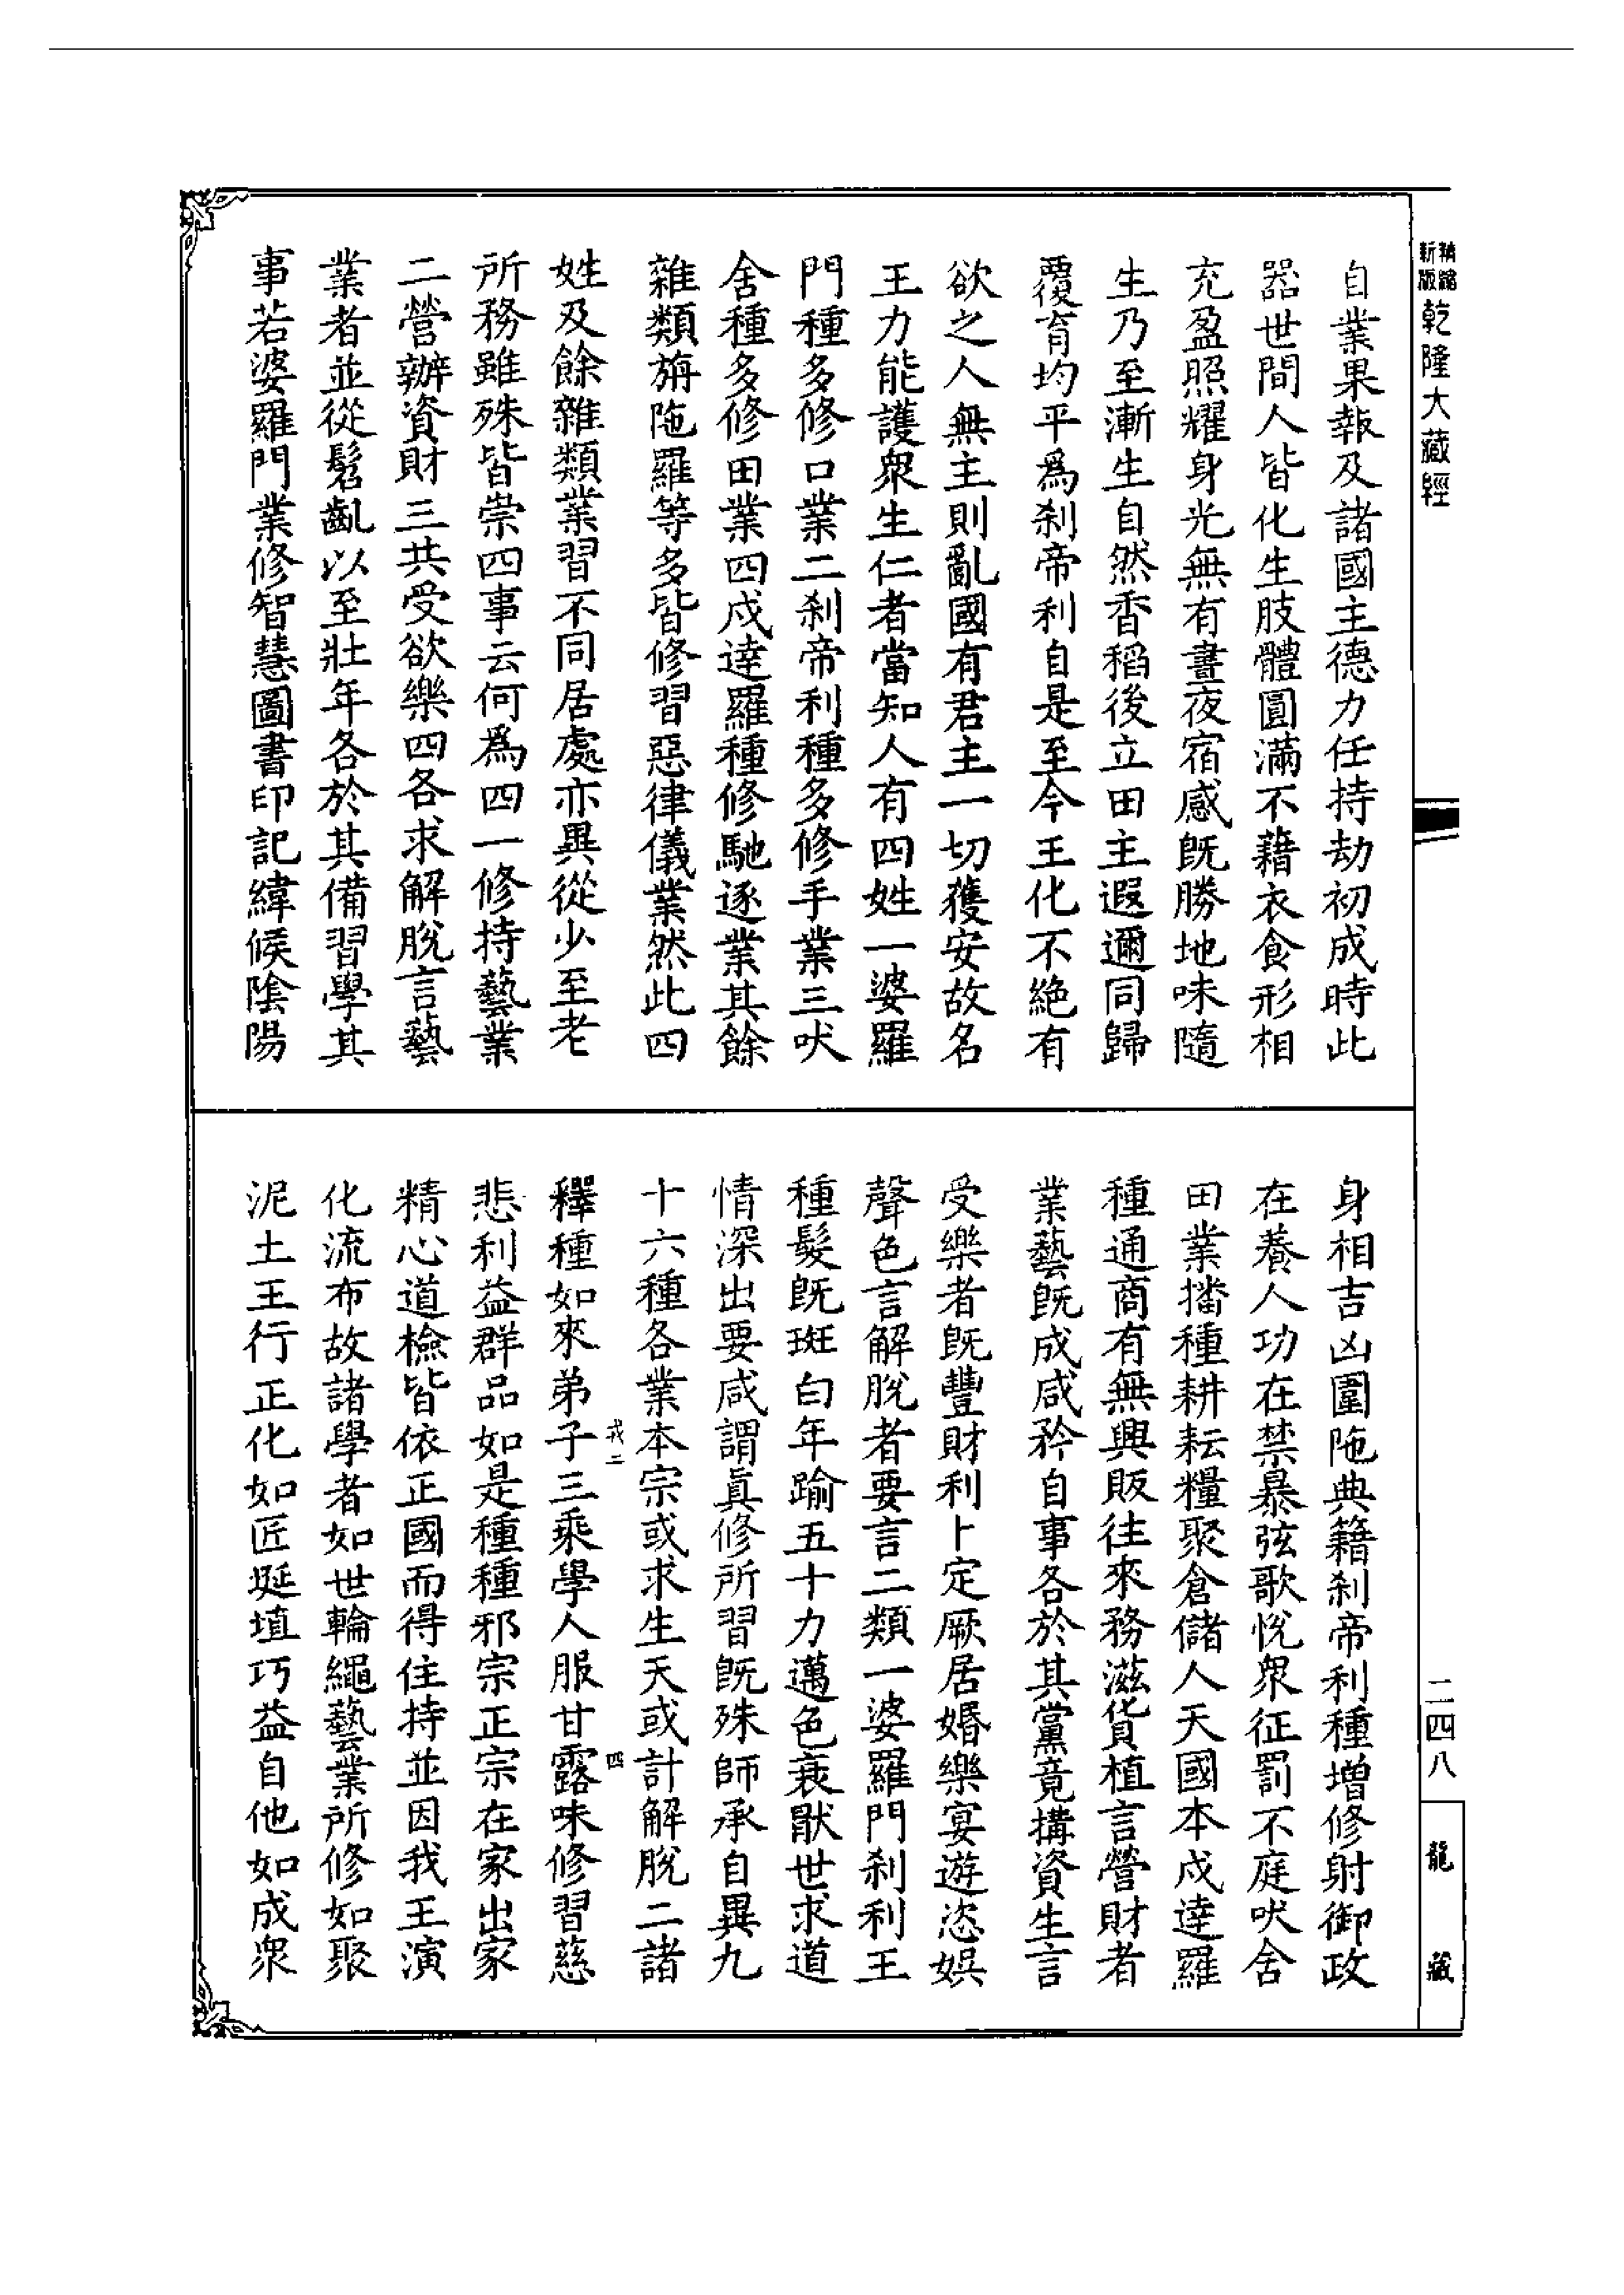 精縮新版乾隆大藏經
自業果報及諸國主德力任持劫初成時此
器世間人皆化生肢體圓滿不藉衣食形相
充盈照耀身光無有晝夜宿感既勝地味隨
生乃至漸生自然香稻後立田主遐邇同歸
覆育均平爲刹帝利自是至今王化不絶有
欲之人無主則亂國有君主一切獲安故名
王力能護衆生仁者當知人有四姓一婆羅
門種多修口業二刹帝利種多修手業三吠
舍種多修田業四戍達羅種修馳逐業其餘
雜類旃陁羅等多皆修習惡律儀業然此四
姓及餘雜類業習不同居處亦異從少至老
所務雖殊皆崇四事云何爲四一修持藝業
二營辦資財三共受欲樂四各求解脫言藝
業者並從髫齓以至壯年各於其備習學其
事若婆羅門業修智慧圖書印記緯候陰陽
身相吉凶圍陁典籍刹帝利種增修射御政
在養人功在禁暴弦歌悅衆征罰不庭吠舍
田業播種耕耘糧聚倉儲人天國本戍達羅
種通商有無興販往來務滋貨植言營財者
業藝既成咸矜自事各於其黨竟搆資生言
受樂者既豐財利卜定厥居婚樂宴遊恣娛
聲色言解脫者要言二類一婆羅門刹利王
種髮既斑白年踰五十力邁色衰猒世求道
情深出要咸謂眞修所習既殊師承自異九
十六種各業本宗或求生天或計解脫二諸
釋種如來弟子三乘學人服甘露味修習慈
戎二
四
悲利益群品如是種種邪宗正宗在家出家
精心道檢皆依正國而得住持並因我王演
化流布故諸學者如世輪繩藝業所修如聚
泥土王行正化如匠埏埴巧益自他如成衆
二四八
龍藏